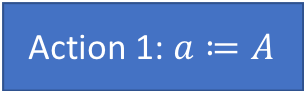 Action 1: 𝑎 ≔ 𝐴